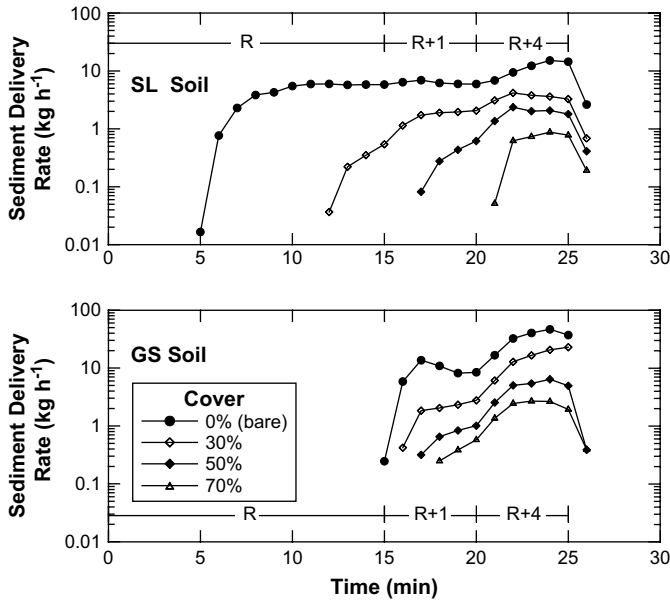 100
10
1
0.1
0.01
Sediment Delivery
Rate (kg h⁻¹)
R
R+1
R+4
SL Soil
0
5
10
15
20
25
30
100
10
1
0.1
0.01
Sediment Delivery
Rate (kg h⁻¹)
GS Soil
Cover
0% (bare)
30%
50%
70%
R
R+1
R+4
0
5
10
15
20
25
30
Time (min)